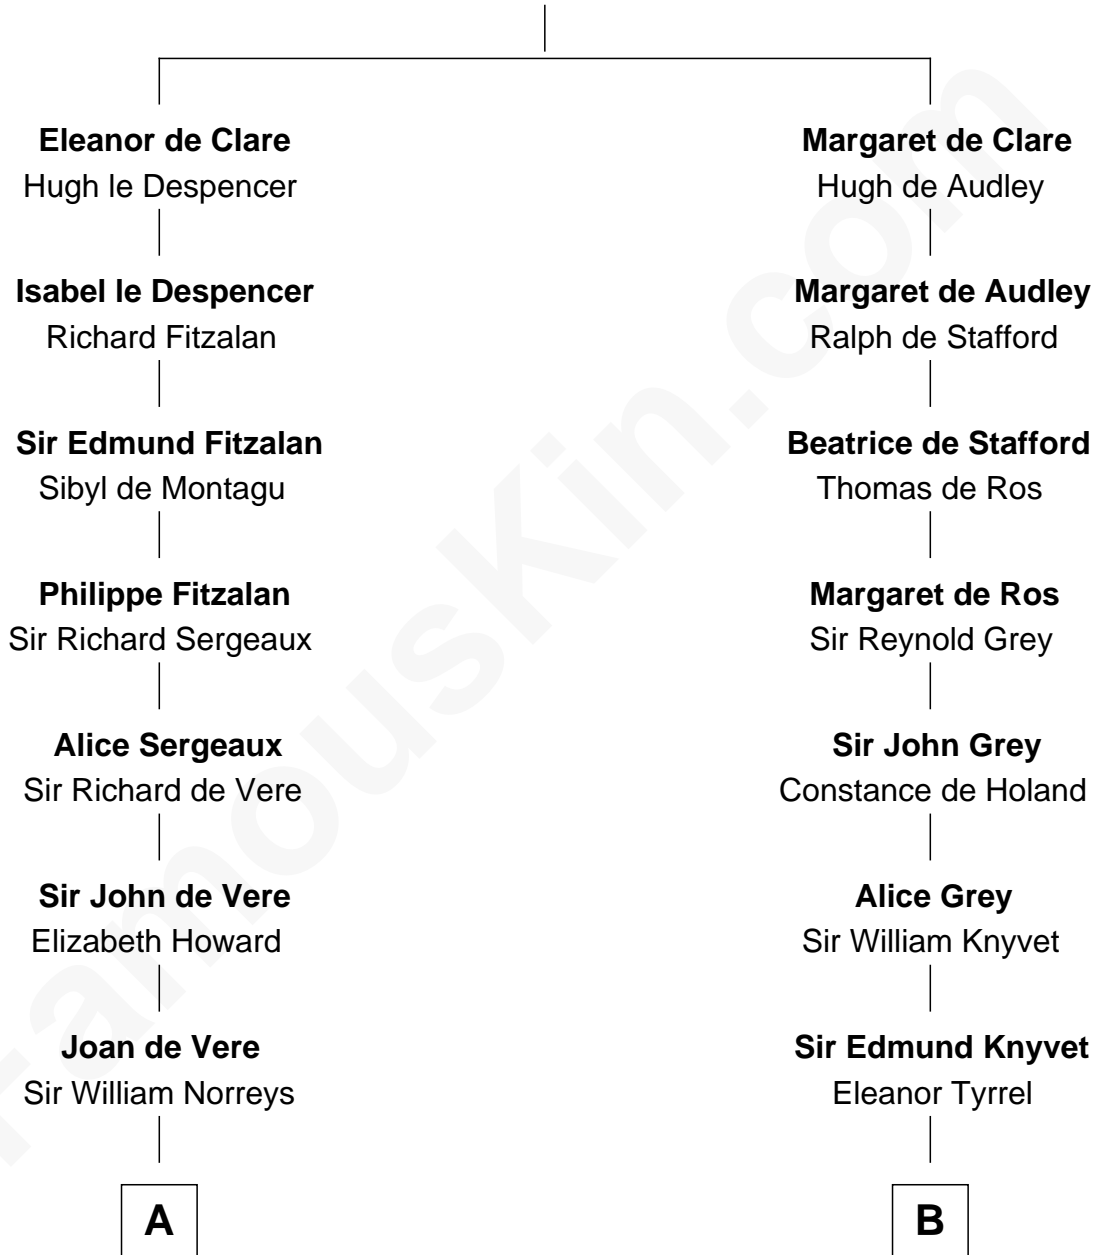 Eleanor de Clare
Hugh le Despencer
Isabel le Despencer
Richard Fitzalan
Sir Edmund Fitzalan
Sibyl de Montagu
Philippe Fitzalan
Sir Richard Sergeaux
Alice Sergeaux
Sir Richard de Vere
Sir John de Vere
Elizabeth Howard
Joan de Vere
Sir William Norreys
A
Margaret de Clare
Hugh de Audley
Margaret de Audley
Ralph de Stafford
Beatrice de Stafford
Thomas de Ros
Margaret de Ros
Sir Reynold Grey
Sir John Grey
Constance de Holand
Alice Grey
Sir William Knyvet
Sir Edmund Knyvet
Eleanor Tyrrel
B
FamousKin.com